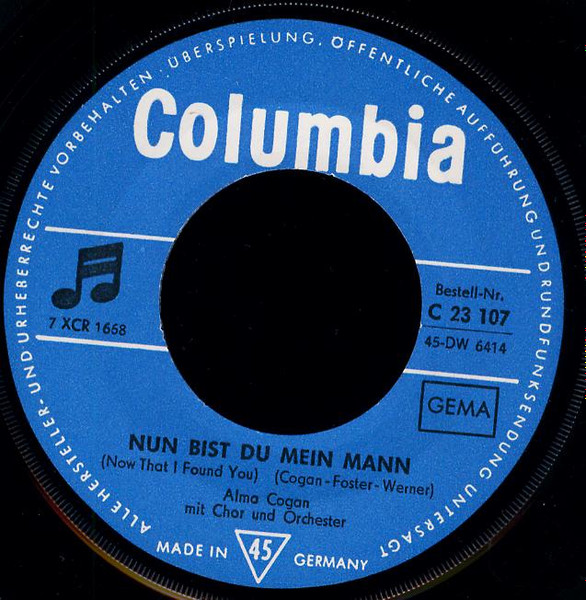 ALLE HERSTELLER- UND URHEBERRECHTE VORBEHALTEN. ÜBERSPIELUNG, ÖFFENTLICHE AUFFÜHRUNG UND RUNDFUNKSENDUNG UNTERSAGT
Columbia
7 XCR 1668
Bestell-Nr.
C 23 107
45-DW 6414
GEMA
NUN BIST DU MEIN MANN
(Now That I Found You) (Cogan-Foster-Werner)
Alma Cogan
mit Chor und Orchester
MADE IN 45 GERMANY